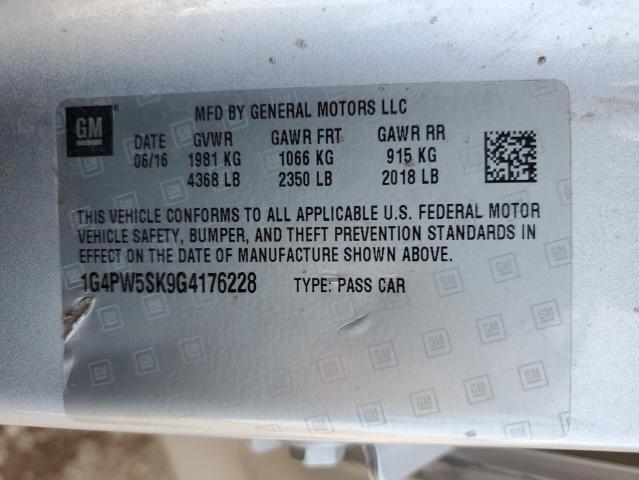 GM
MFD BY GENERAL MOTORS LLC
DATE GVWR GAWR FRT GAWR RR
06/16 1981 KG 1066 KG 915 KG
4368 LB 2350 LB 2018 LB
THIS VEHICLE CONFORMS TO ALL APPLICABLE U.S. FEDERAL MOTOR
VEHICLE SAFETY, BUMPER, AND THEFT PREVENTION STANDARDS IN
EFFECT ON THE DATE OF MANUFACTURE SHOWN ABOVE.
1G4PW5SK9G4176228 TYPE: PASS CAR